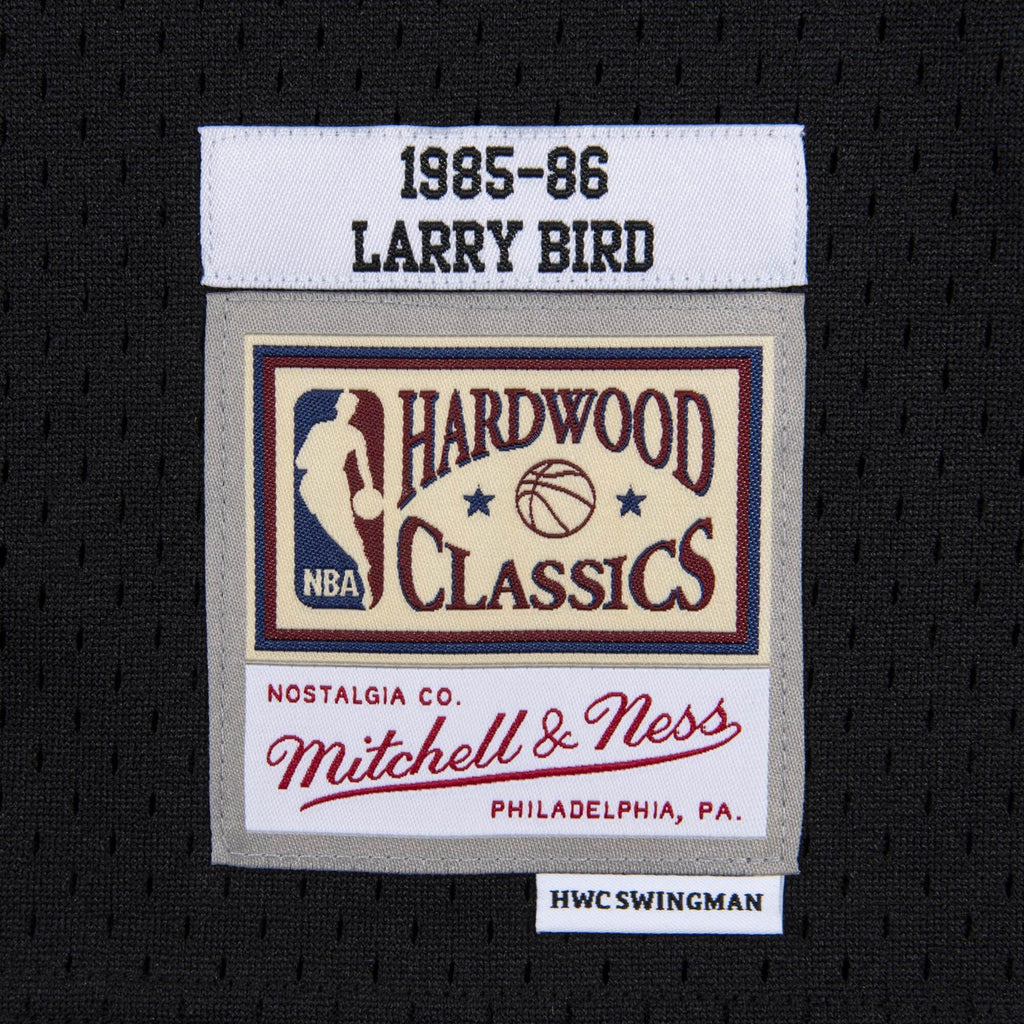 1985-86
LARRY BIRD
HARDWOOD
CLASSICS
NBA
NOSTALGIA CO.
Mitchell & Ness
PHILADELPHIA, PA.
HWC SWINGMAN